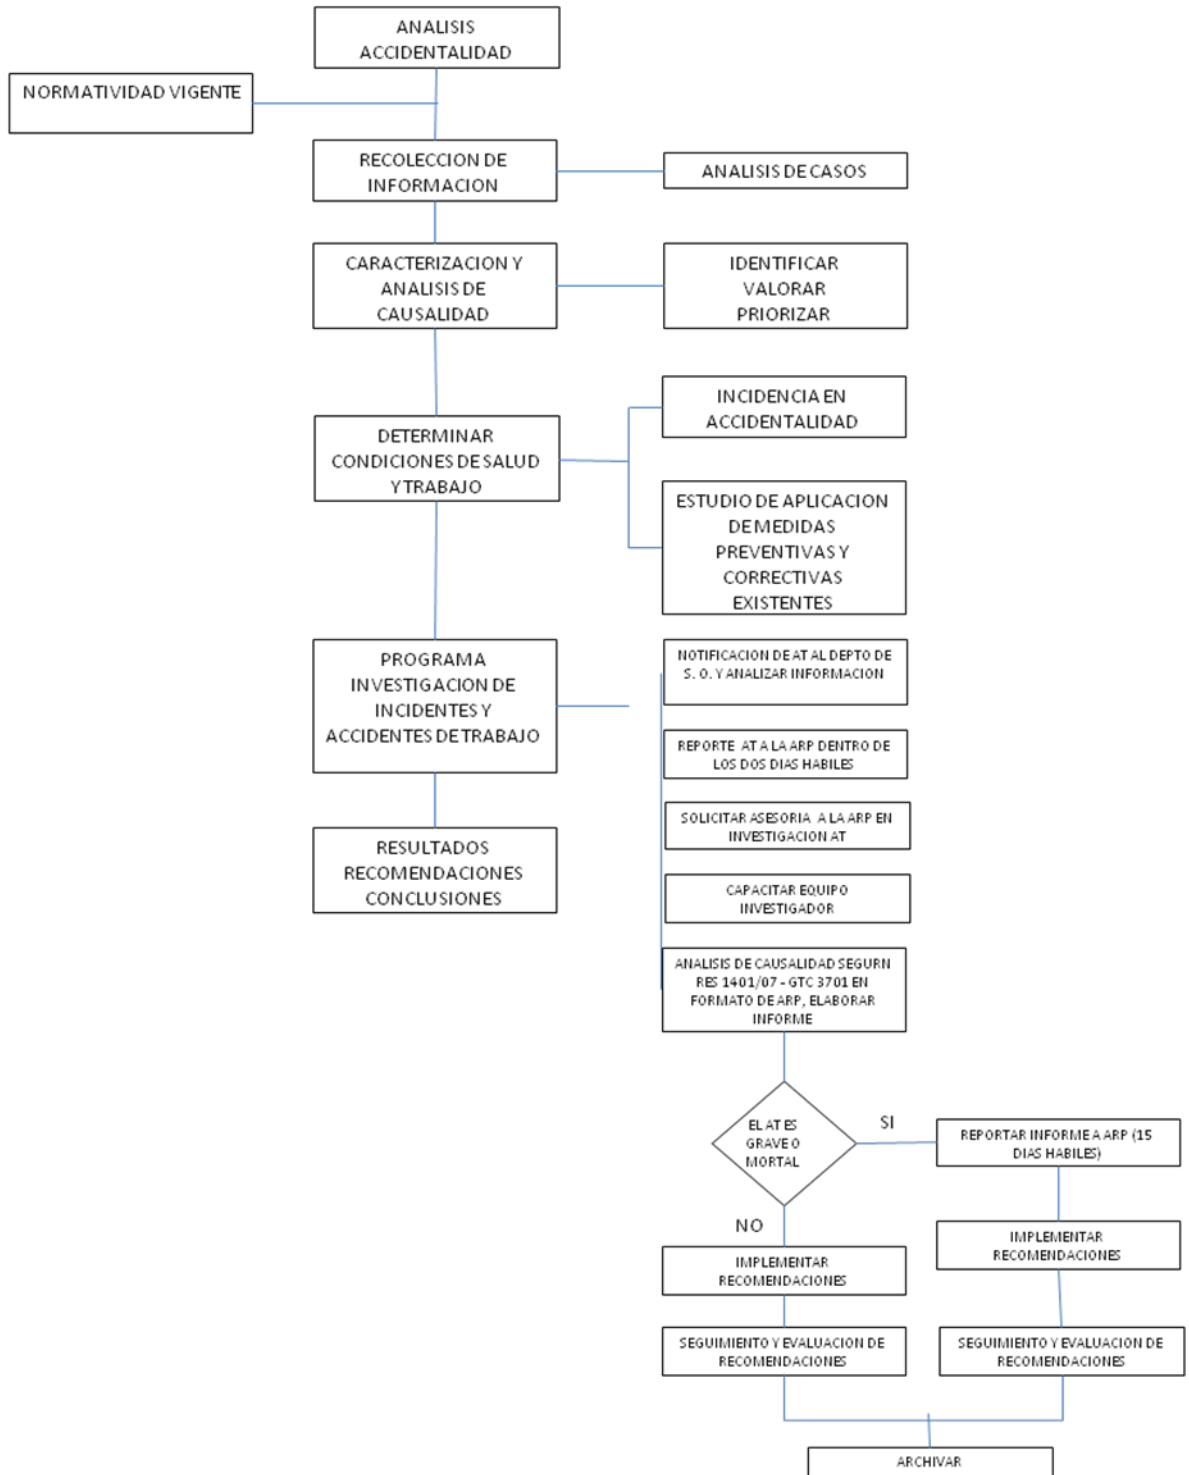 ANALISIS
ACCIDENTALIDAD
NORMATIVIDAD VIGENTE
RECOLECCION DE
INFORMACION
ANALISIS DE CASOS
CARACTERIZACION Y
ANALISIS DE
CAUSALIDAD
IDENTIFICAR
VALORAR
PRIORIZAR
DETERMINAR
CONDICIONES DE SALUD
Y TRABAJO
INCIDENCIA EN
ACCIDENTALIDAD
ESTUDIO DE APLICACION
DE MEDIDAS
PREVENTIVAS Y
CORRECTIVAS
EXISTENTES
PROGRAMA
INVESTIGACION DE
INCIDENTES Y
ACCIDENTES DE TRABAJO
NOTIFICACION DE AT AL DEPTO DE
S. O. Y ANALIZAR INFORMACION
REPORTE AT A LA ARP DENTRO DE
LOS DOS DIAS HABILES
SOLICITAR ASESORIA A LA ARP EN
INVESTIGACION AT
CAPACITAR EQUIPO
INVESTIGADOR
RESULTADOS
RECOMENDACIONES
CONCLUSIONES
ANALISIS DE CAUSALIDAD SEGURN
RES 1401/07 - GTC 3701 EN
FORMATO DE ARP, ELABORAR
INFORME
EL AT ES
GRAVE O
MORTAL
SI
REPORTAR INFORME A ARP (15
DIAS HABILES)
NO
IMPLEMENTAR
RECOMENDACIONES
IMPLEMENTAR
RECOMENDACIONES
SEGUIMIENTO Y EVALUACION DE
RECOMENDACIONES
SEGUIMIENTO Y EVALUACION DE
RECOMENDACIONES
ARCHIVAR